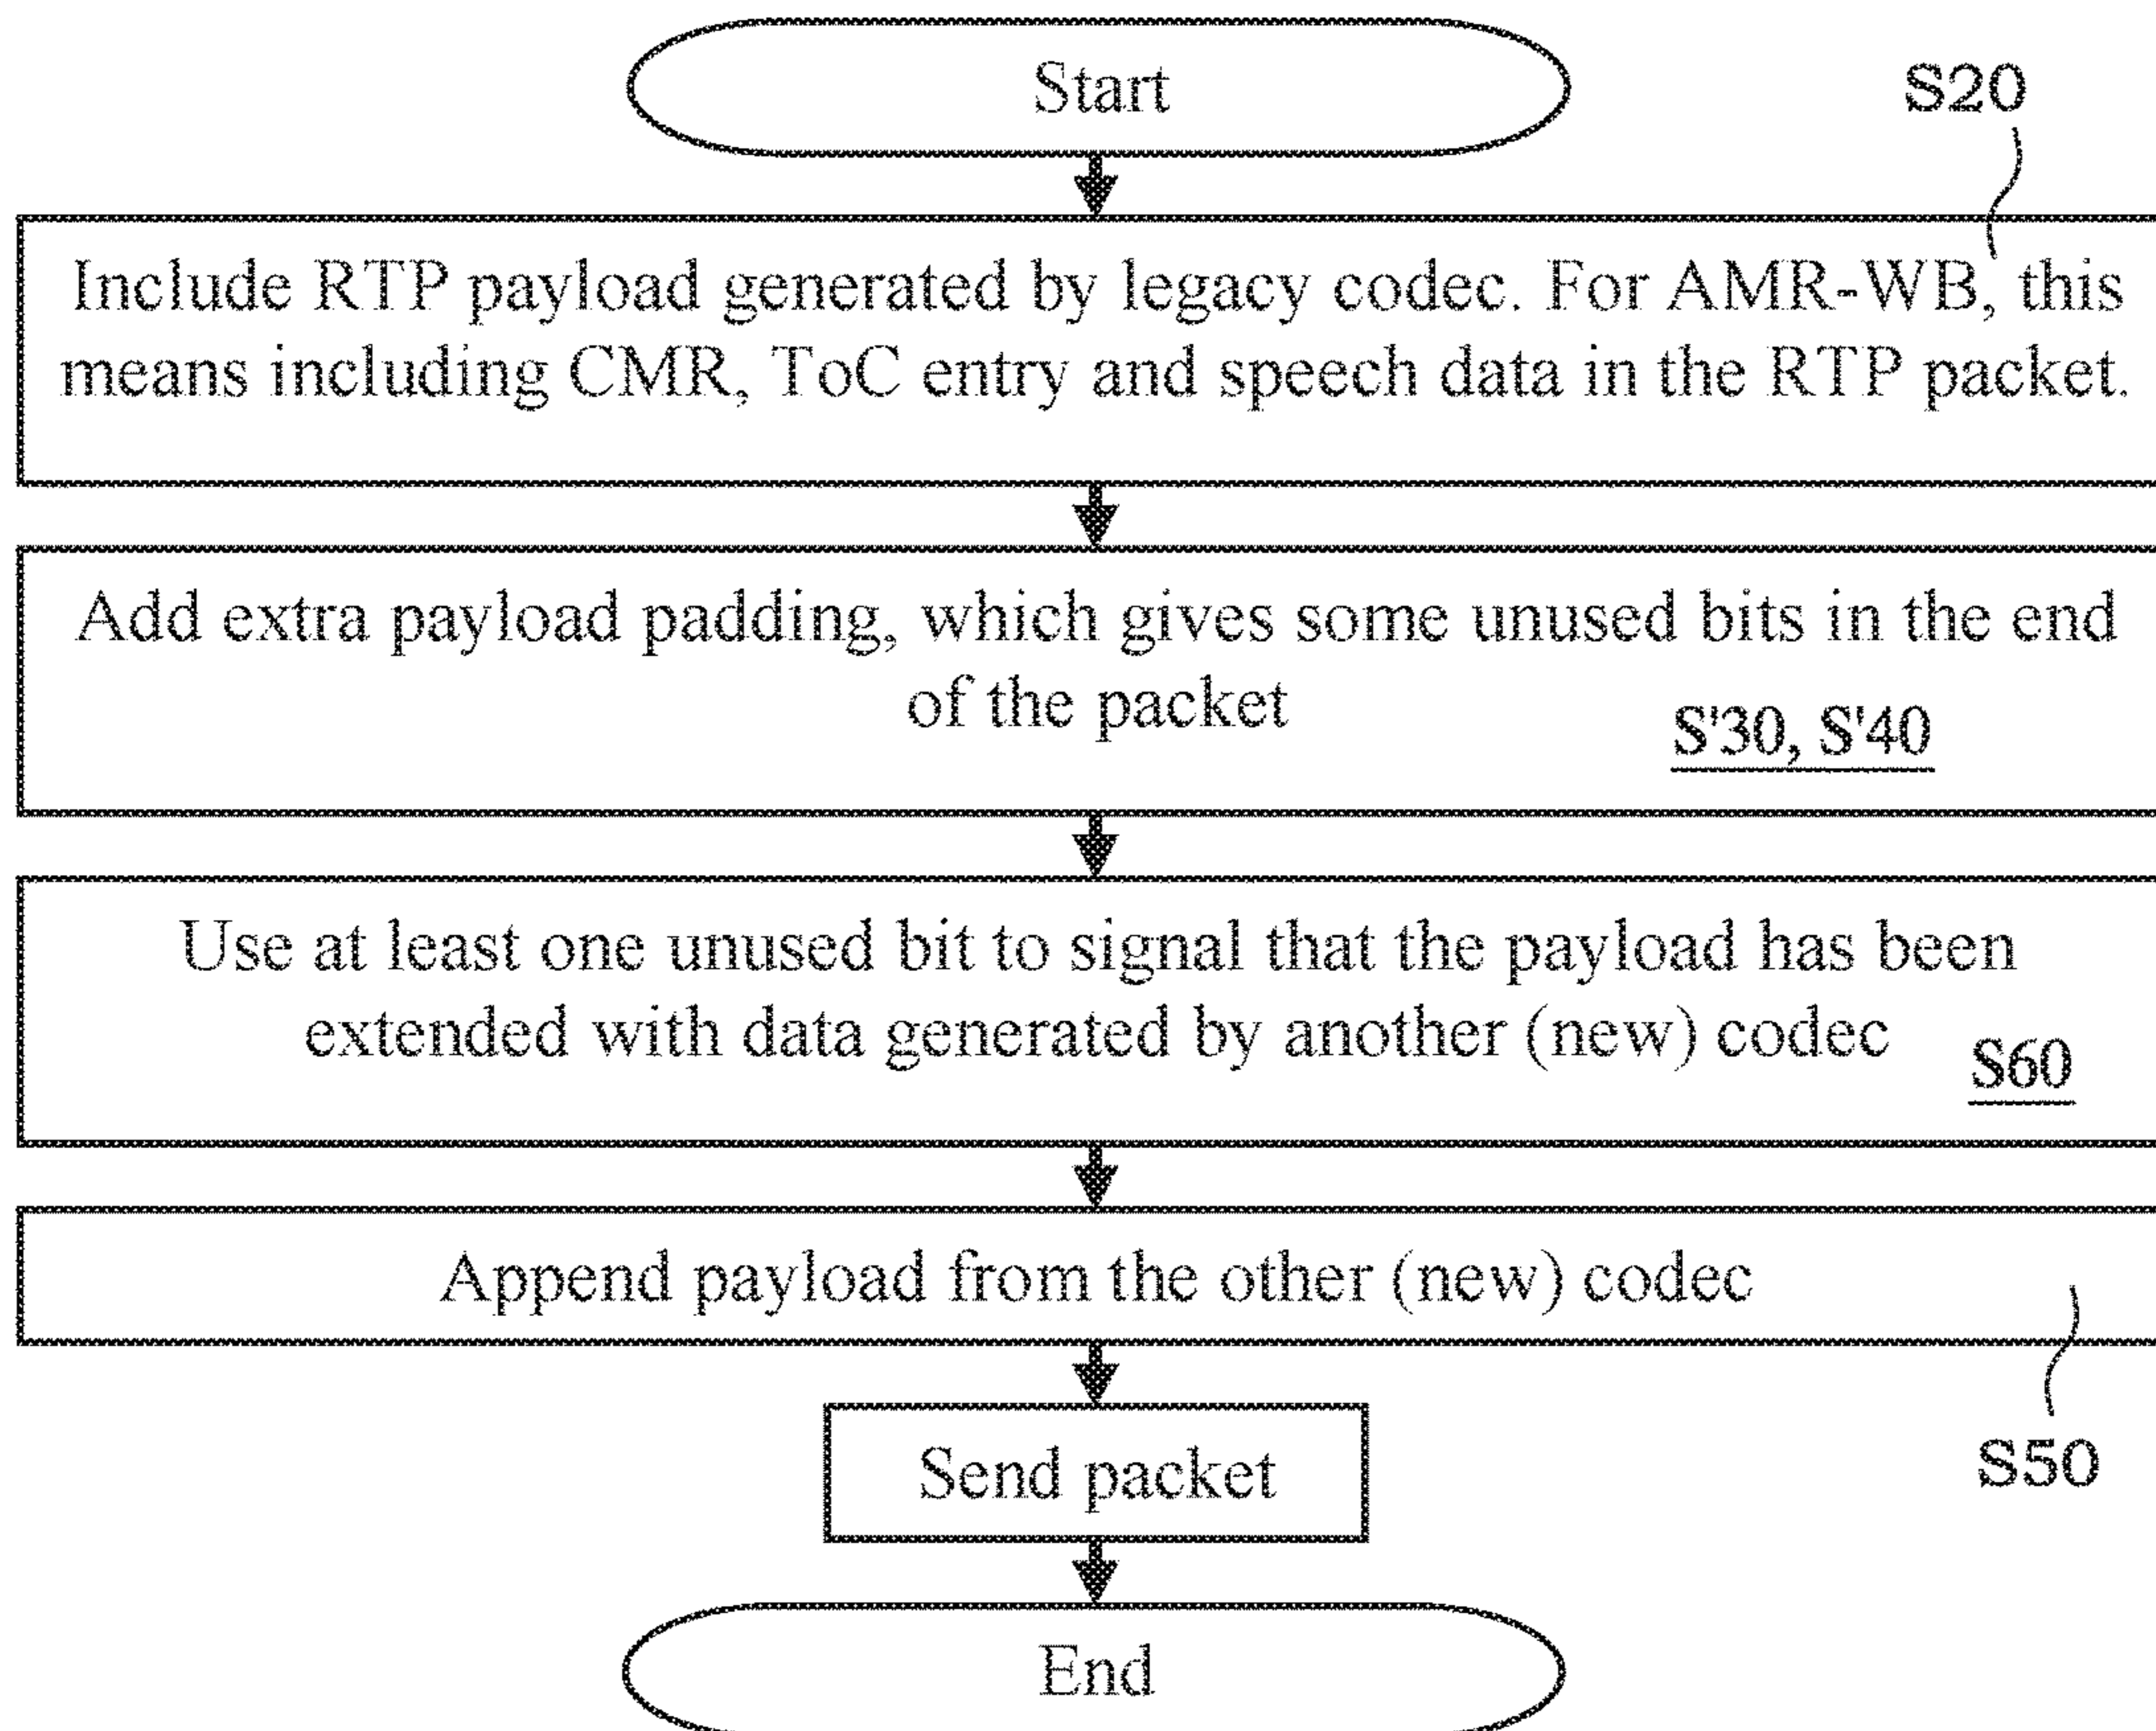 Start
S20
Include RTP payload generated by legacy codec. For AMR-WB, this
means including CMR, ToC entry and speech data in the RTP packet.
Add extra payload padding, which gives some unused bits in the end
of the packet
S'30, S'40
Use at least one unused bit to signal that the payload has been
extended with data generated by another (new) codec
S60
Append payload from the other (new) codec
Send packet
S50
End